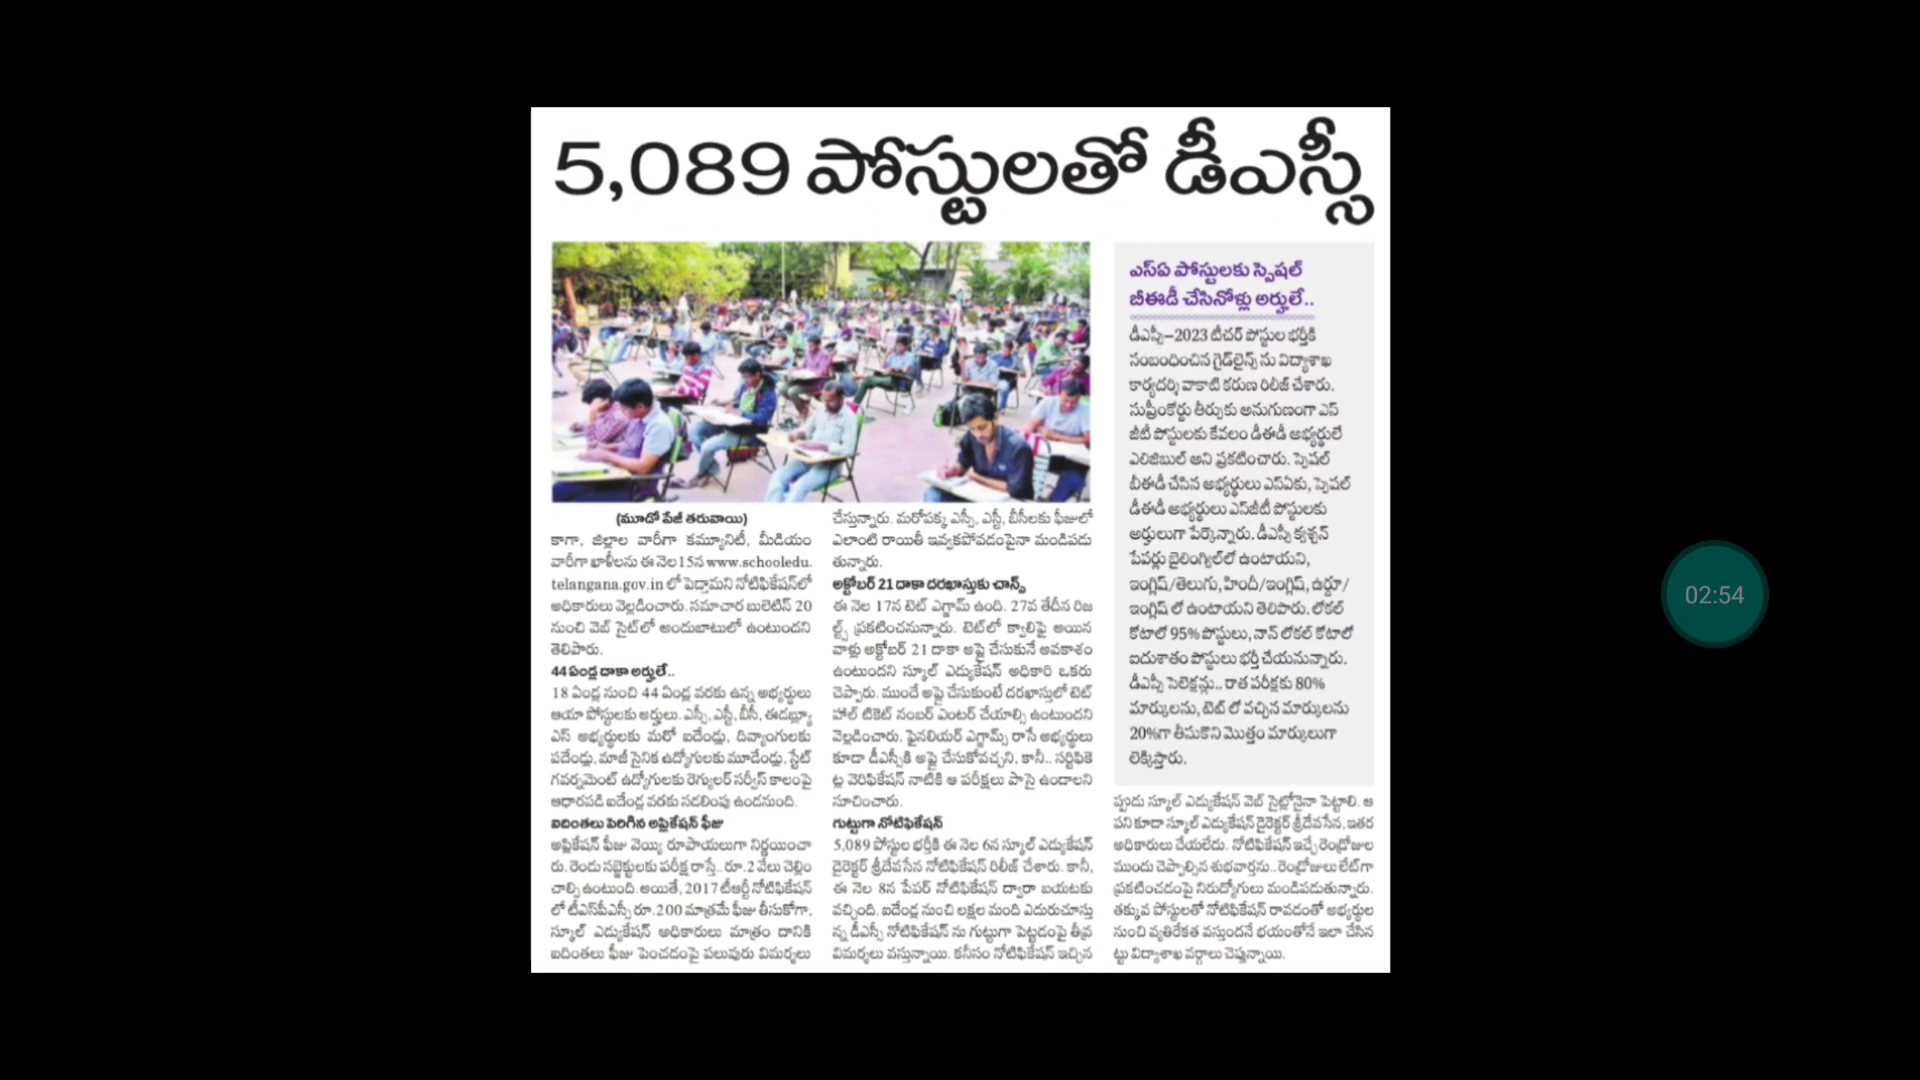 5,089 పోస్టులతో డీఎస్సీ
(మూడో పేజీ తరువాయి)
కాగా, జిల్లాల వారీగా కమ్యూనిటీ, మీడియం
వారీగా ఖాళీలను ఈ నెల 15న www.schooledu.
telangana.gov.in లో పెడ్తామని నోటిఫికేషన్‌లో
అధికారులు వెల్లడించారు. సమాచార బులెటిన్ 20
నుంచి వెబ్ సైట్‌లో అందుబాటులో ఉంటుందని
తెలిపారు.
44 ఏండ్ల దాకా అర్హులే..
18 ఏండ్ల నుంచి 44 ఏండ్ల వరకు ఉన్న అభ్యర్థులు
ఆయా పోస్టులకు అర్హులు. ఎస్సీ, ఎస్టీ, బీసీ, ఈడబ్ల్యూ
ఎస్ అభ్యర్థులకు మరో ఐదేండ్లు, దివ్యాంగులకు
పదేండ్లు, మాజీ సైనిక ఉద్యోగులకు మూడేండ్లు, స్టేట్
గవర్నమెంట్ ఉద్యోగులకు రెగ్యులర్ సర్వీస్ కాలంపై
ఆధారపడి ఐదేండ్ల వరకు సడలింపు ఉండనుంది.
ఐదింతలు పెరిగిన అప్లికేషన్ ఫీజు
అప్లికేషన్ ఫీజు వెయ్యి రూపాయలుగా నిర్ణయించా
రు. రెండు సబ్జెక్టులకు పరీక్ష రాస్తే.. రూ.2 వేలు చెల్లిం
చాల్సి ఉంటుంది. అయితే, 2017 టీఆర్టీ నోటిఫికేషన్
లో టీఎస్‌పీఎస్సీ రూ.200 మాత్రమే ఫీజు తీసుకోగా,
స్కూల్ ఎడ్యుకేషన్ అధికారులు మాత్రం దానికి
ఐదింతలు ఫీజు పెంచడంపై పలువురు విమర్శలు
చేస్తున్నారు. మరోపక్క ఎస్సీ, ఎస్టీ, బీసీలకు ఫీజులో
ఎలాంటి రాయితీ ఇవ్వకపోవడంపైనా మండిపడు
తున్నారు.
అక్టోబర్ 21 దాకా దరఖాస్తుకు చాన్స్
ఈ నెల 17న టెట్ ఎగ్జామ్ ఉంది. 27వ తేదీన రిజ
ల్ట్స్ ప్రకటించనున్నారు. టెట్‌లో క్వాలిఫై అయిన
వాళ్లు అక్టోబర్ 21 దాకా అప్లై చేసుకునే అవకాశం
ఉంటుందని స్కూల్ ఎడ్యుకేషన్ అధికారి ఒకరు
చెప్పారు. ముందే అప్లై చేసుకుంటే దరఖాస్తులో టెట్
హాల్ టికెట్ నంబర్ ఎంటర్ చేయాల్సి ఉంటుందని
వెల్లడించారు. ఫైనలియర్ ఎగ్జామ్స్ రాసే అభ్యర్థులు
కూడా డీఎస్సీకి అప్లై చేసుకోవచ్చని, కానీ.. సర్టిఫికె
ట్ల వెరిఫికేషన్ నాటికి ఆ పరీక్షలు పాసై ఉండాలని
సూచించారు.
గుట్టుగా నోటిఫికేషన్
5,089 పోస్టుల భర్తీకి ఈ నెల 6న స్కూల్ ఎడ్యుకేషన్
డైరెక్టర్ శ్రీదేవసేన నోటిఫికేషన్ రిలీజ్ చేశారు. కానీ,
ఈ నెల 8న పేపర్ నోటిఫికేషన్ ద్వారా బయటకు
వచ్చింది. ఐదేండ్ల నుంచి లక్షల మంది ఎదురుచూస్తు
న్న డీఎస్సీ నోటిఫికేషన్ ను గుట్టుగా పెట్టడంపై తీవ్ర
విమర్శలు వస్తున్నాయి. కనీసం నోటిఫికేషన్ ఇచ్చిన
ఎస్ఏ పోస్టులకు స్పెషల్
బీఈడీ చేసినోళ్లు అర్హులే..
డీఎస్సీ–2023 టీచర్ పోస్టుల భర్తీకి
సంబంధించిన గైడ్‌లైన్స్ ను విద్యాశాఖ
కార్యదర్శి వాకాటి కరుణ రిలీజ్ చేశారు.
సుప్రీంకోర్టు తీర్పుకు అనుగుణంగా ఎస్
జీటీ పోస్టులకు కేవలం డీఈడీ అభ్యర్థులే
ఎలిజిబుల్ అని ప్రకటించారు. స్పెషల్
బీఈడీ చేసిన అభ్యర్థులు ఎస్ఏకు, స్పెషల్
డీఈడీ అభ్యర్థులు ఎస్‌జీటీ పోస్టులకు
అర్హులుగా పేర్కొన్నారు. డీఎస్సీ క్వశ్చన్
పేపర్లు బైలింగ్విల్‌లో ఉంటాయని,
ఇంగ్లిష్/తెలుగు, హిందీ/ఇంగ్లిష్, ఉర్దూ/
ఇంగ్లిష్ లో ఉంటాయని తెలిపారు. లోకల్
కోటాలో 95% పోస్టులు, నాన్ లోకల్ కోటాలో
ఐదుశాతం పోస్టులు భర్తీ చేయనున్నారు.
డీఎస్సీ సెలెక్షన్లు.. రాత పరీక్షకు 80%
మార్కులను, టెట్ లో వచ్చిన మార్కులను
20%గా తీసుకొని మొత్తం మార్కులుగా
లెక్కిస్తారు.
ప్పుడు స్కూల్ ఎడ్యుకేషన్ వెబ్ సైట్లోనైనా పెట్టాలి. ఆ
పని కూడా స్కూల్ ఎడ్యుకేషన్ డైరెక్టర్ శ్రీదేవసేన, ఇతర
అధికారులు చేయలేదు. నోటిఫికేషన్ ఇచ్చే రెండ్రోజుల
ముందు చెప్పాల్సిన శుభవార్తను.. రెండ్రోజులు లేట్‌గా
ప్రకటించడంపై నిరుద్యోగులు మండిపడుతున్నారు.
తక్కువ పోస్టులతో నోటిఫికేషన్ రావడంతో అభ్యర్థుల
నుంచి వ్యతిరేకత వస్తుందనే భయంతోనే ఇలా చేసిన
ట్టు విద్యాశాఖ వర్గాలు చెప్తున్నాయి.
02:54